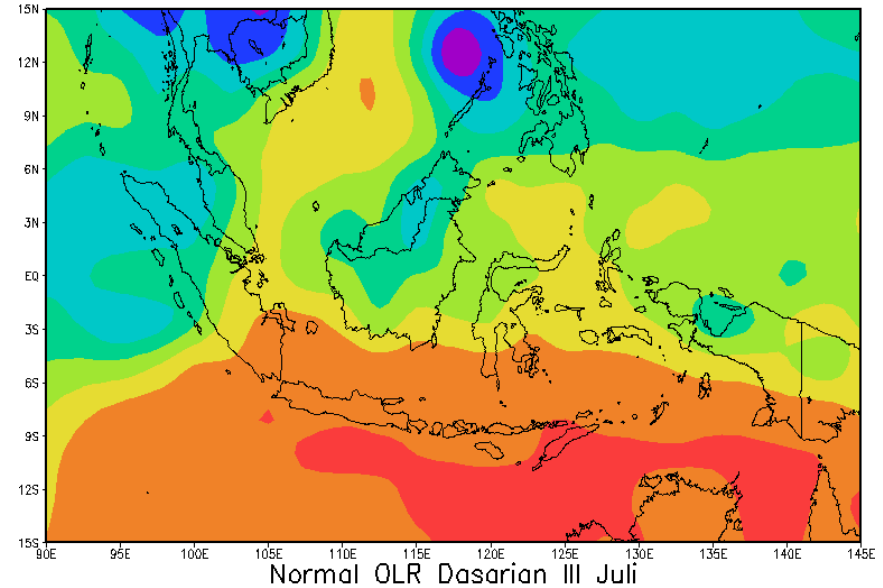 15N
12N
9N
6N
3N
EQ
3S
6S
9S
12S
15S
90E 95E 100E 105E 110E 115E 120E 125E 130E 135E 140E 145E
Normal OLR Dasarian III Juli